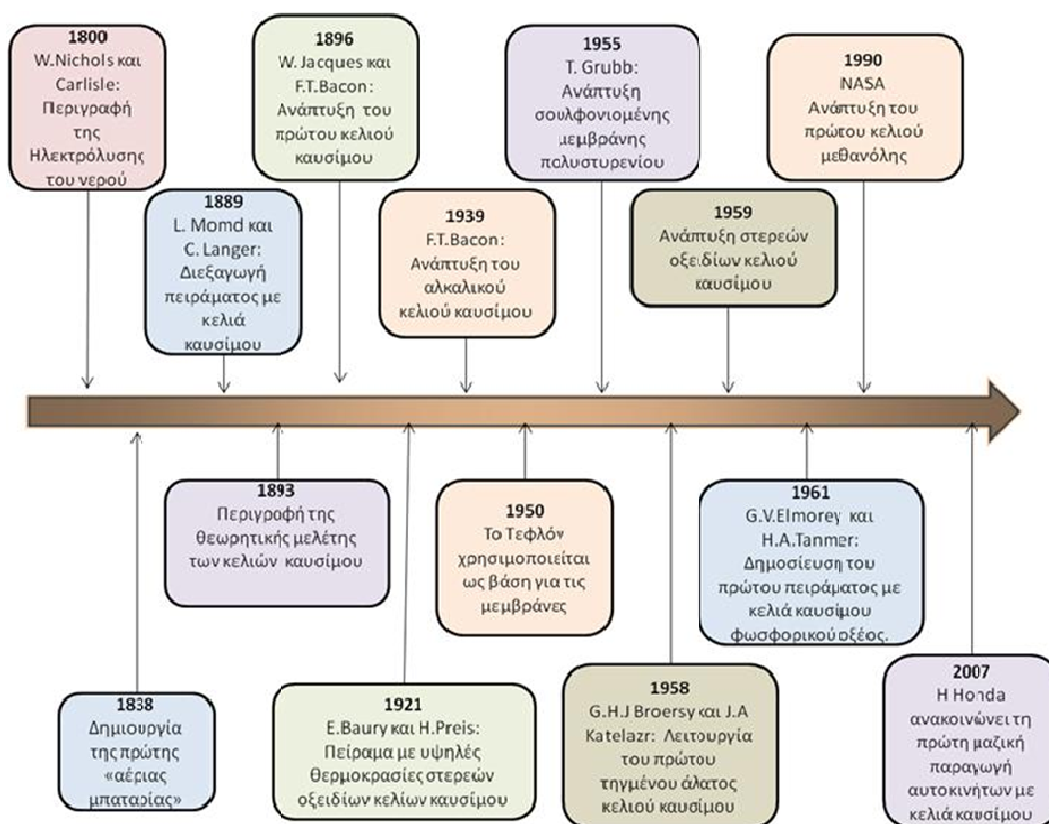 1800
W.Nichols και
Carlisle:
Περιγραφή
της
Ηλεκτρόλυσης
του νερού
1896
W. Jacques και
F.T.Bacon:
Ανάπτυξη του
πρώτου κελιού
καυσίμου
1955
T. Grubb:
Ανάπτυξη
σουλφονιομένης
μεμβράνης
πολυστυρενίου
1990
NASA
Ανάπτυξη του
πρώτου κελιού
μεθανόλης
1889
L. Momd και
C. Langer:
Διεξαγωγή
πειράματος με
κελιά
καυσίμου
1939
F.T.Bacon:
Ανάπτυξη του
αλκαλικού
κελιού καυσίμου
1959
Ανάπτυξη στερεών
οξειδίων κελιού
καυσίμου
1893
Περιγραφή της
θεωρητικής μελέτης
των κελιών καυσίμου
1950
Το Τεφλόν
χρησιμοποιείται
ως βάση για τις
μεμβράνες
1961
G.V.Elmorey και
H.A.Tanmer:
Δημοσίευση του
πρώτου πειράματος με
κελιά καυσίμου
φωσφορικού οξέος.
1838
Δημιουργία
της πρώτης
«αέριας
μπαταρίας»
1921
E.Baury και H.Preis:
Πείραμα με υψηλές
θερμοκρασίες στερεών
οξειδίων κελίων καυσίμου
1958
G.H.J Broersy και J.A
Katelazr: Λειτουργία
του πρώτου
τηγμένου άλατος
κελιού καυσίμου
2007
Η Honda
ανακοινώνει τη
πρώτη μαζική
παραγωγή
αυτοκινήτων με
κελιά καυσίμου